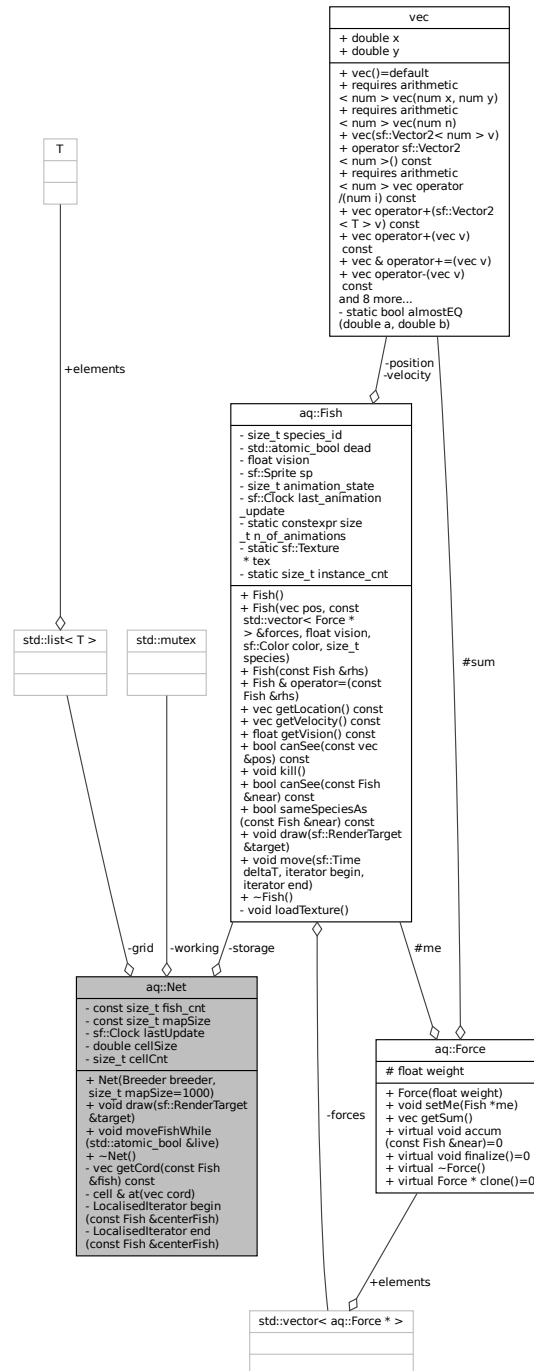 vec
+ double x
+ double y
+ vec()=default
+ requires arithmetic
< num > vec(num x, num y)
+ requires arithmetic
< num > vec(num n)
+ vec(sf::Vector2< num > v)
+ operator sf::Vector2
< num >() const
+ requires arithmetic
< num > vec operator
/(num i) const
+ vec operator+(sf::Vector2
< T > v) const
+ vec operator+(vec v)
const
+ vec & operator+=(vec v)
+ vec operator-(vec v)
const
and 8 more...
- static bool almostEQ
(double a, double b)
T
+elements
-position
-velocity
aq::Fish
- size_t species_id
- std::atomic_bool dead
- float vision
- sf::Sprite sp
- size_t animation_state
- sf::Clock last_animation
_update
- static constexpr size
_t n_of_animations
- static sf::Texture
* tex
- static size_t instance_cnt
+ Fish()
+ Fish(vec pos, const
std::vector< Force *
> &forces, float vision,
sf::Color color, size_t
species)
+ Fish(const Fish &rhs)
+ Fish & operator=(const
Fish &rhs)
+ vec getLocation() const
+ vec getVelocity() const
+ float getVision() const
+ bool canSee(const vec
&pos) const
+ void kill()
+ bool canSee(const Fish
&near) const
+ bool sameSpeciesAs
(const Fish &near) const
+ void draw(sf::RenderTarget
&target)
+ void move(sf::Time
deltaT, iterator begin,
iterator end)
+ ~Fish()
- void loadTexture()
std::list< T >
std::mutex
#sum
-grid
-working
-storage
#me
aq::Net
- const size_t fish_cnt
- const size_t mapSize
- sf::Clock lastUpdate
- double cellSize
- size_t cellCnt
+ Net(Breeder breeder,
size_t mapSize=1000)
+ void draw(sf::RenderTarget
&target)
+ void moveFishWhile
(std::atomic_bool &live)
+ ~Net()
- vec getCord(const Fish
&fish) const
- cell & at(vec cord)
- LocalisedIterator begin
(const Fish &centerFish)
- LocalisedIterator end
(const Fish &centerFish)
-forces
aq::Force
# float weight
+ Force(float weight)
+ void setMe(Fish *me)
+ vec getSum()
+ virtual void accum
(const Fish &near)=0
+ virtual void finalize()=0
+ virtual ~Force()
+ virtual Force * clone()=0
+elements
std::vector< aq::Force * >